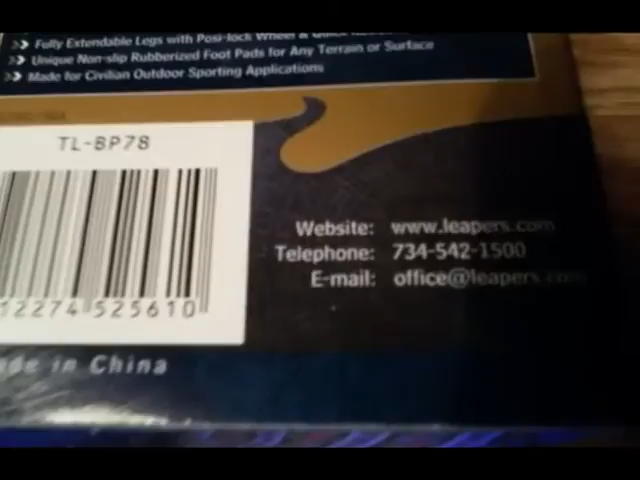 Fully Extendable Legs with Posi-lock Wheel &
Unique Non-slip Rubberized Foot Pads for Any Terrain or Surface
Made for Civilian Outdoor Sporting Applications
TL-BP78
12274 525610
Website: www.leapers.com
Telephone: 734-542-1500
E-mail: office@leapers.com
in China